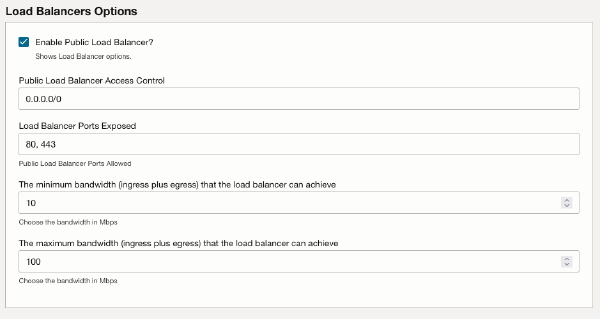 Load Balancers Options
Enable Public Load Balancer?
Shows Load Balancer options.
Public Load Balancer Access Control
0.0.0.0/0
Load Balancer Ports Exposed
80, 443
Public Load Balancer Ports Allowed
The minimum bandwidth (ingress plus egress) that the load balancer can achieve
10
Choose the bandwidth in Mbps
The maximum bandwidth (ingress plus egress) that the load balancer can achieve
100
Choose the bandwidth in Mbps